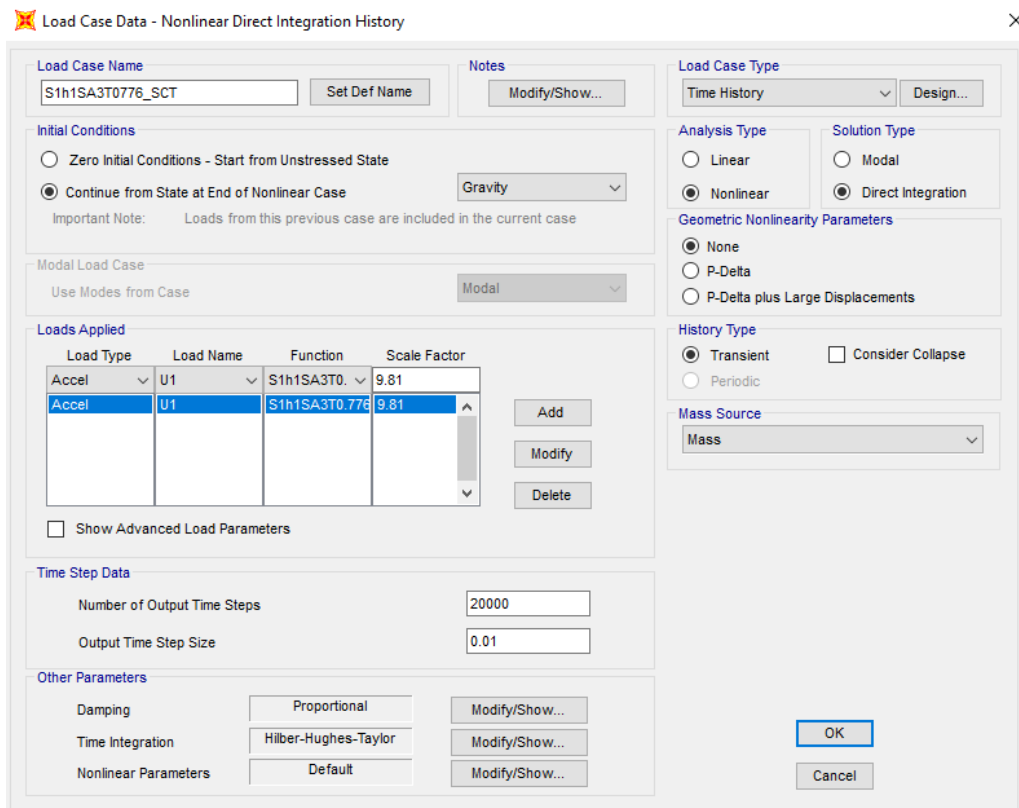 Load Case Data - Nonlinear Direct Integration History
Load Case Name
S1h1SA3T0776_SCT
Set Def Name
Notes
Modify/Show...
Load Case Type
Time History
Design...
Initial Conditions
Zero Initial Conditions - Start from Unstressed State
Continue from State at End of Nonlinear Case
Gravity
Important Note: Loads from this previous case are included in the current case
Analysis Type
Linear
Nonlinear
Solution Type
Modal
Direct Integration
Geometric Nonlinearity Parameters
None
P-Delta
P-Delta plus Large Displacements
Modal Load Case
Use Modes from Case
Modal
Loads Applied
Load Type Load Name Function Scale Factor
Accel U1 S1h1SA3T0. 9.81
Accel U1 S1h1SA3T0.776 9.81
Add
Modify
Delete
Show Advanced Load Parameters
History Type
Transient
Consider Collapse
Periodic
Mass Source
Mass
Time Step Data
Number of Output Time Steps 20000
Output Time Step Size 0.01
Other Parameters
Damping Proportional Modify/Show...
Time Integration Hilber-Hughes-Taylor Modify/Show...
Nonlinear Parameters Default Modify/Show...
OK
Cancel